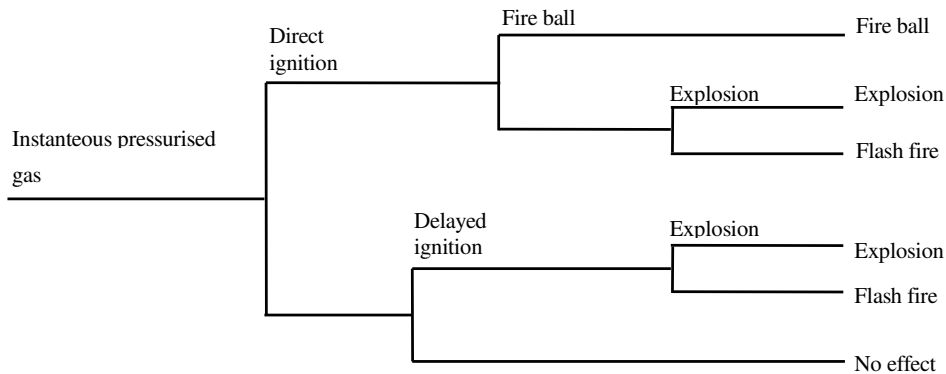 Fire ball
Fire ball
Direct
ignition
Explosion
Explosion
Instanteous pressurised
gas
Flash fire
Delayed
ignition
Explosion
Explosion
Flash fire
No effect